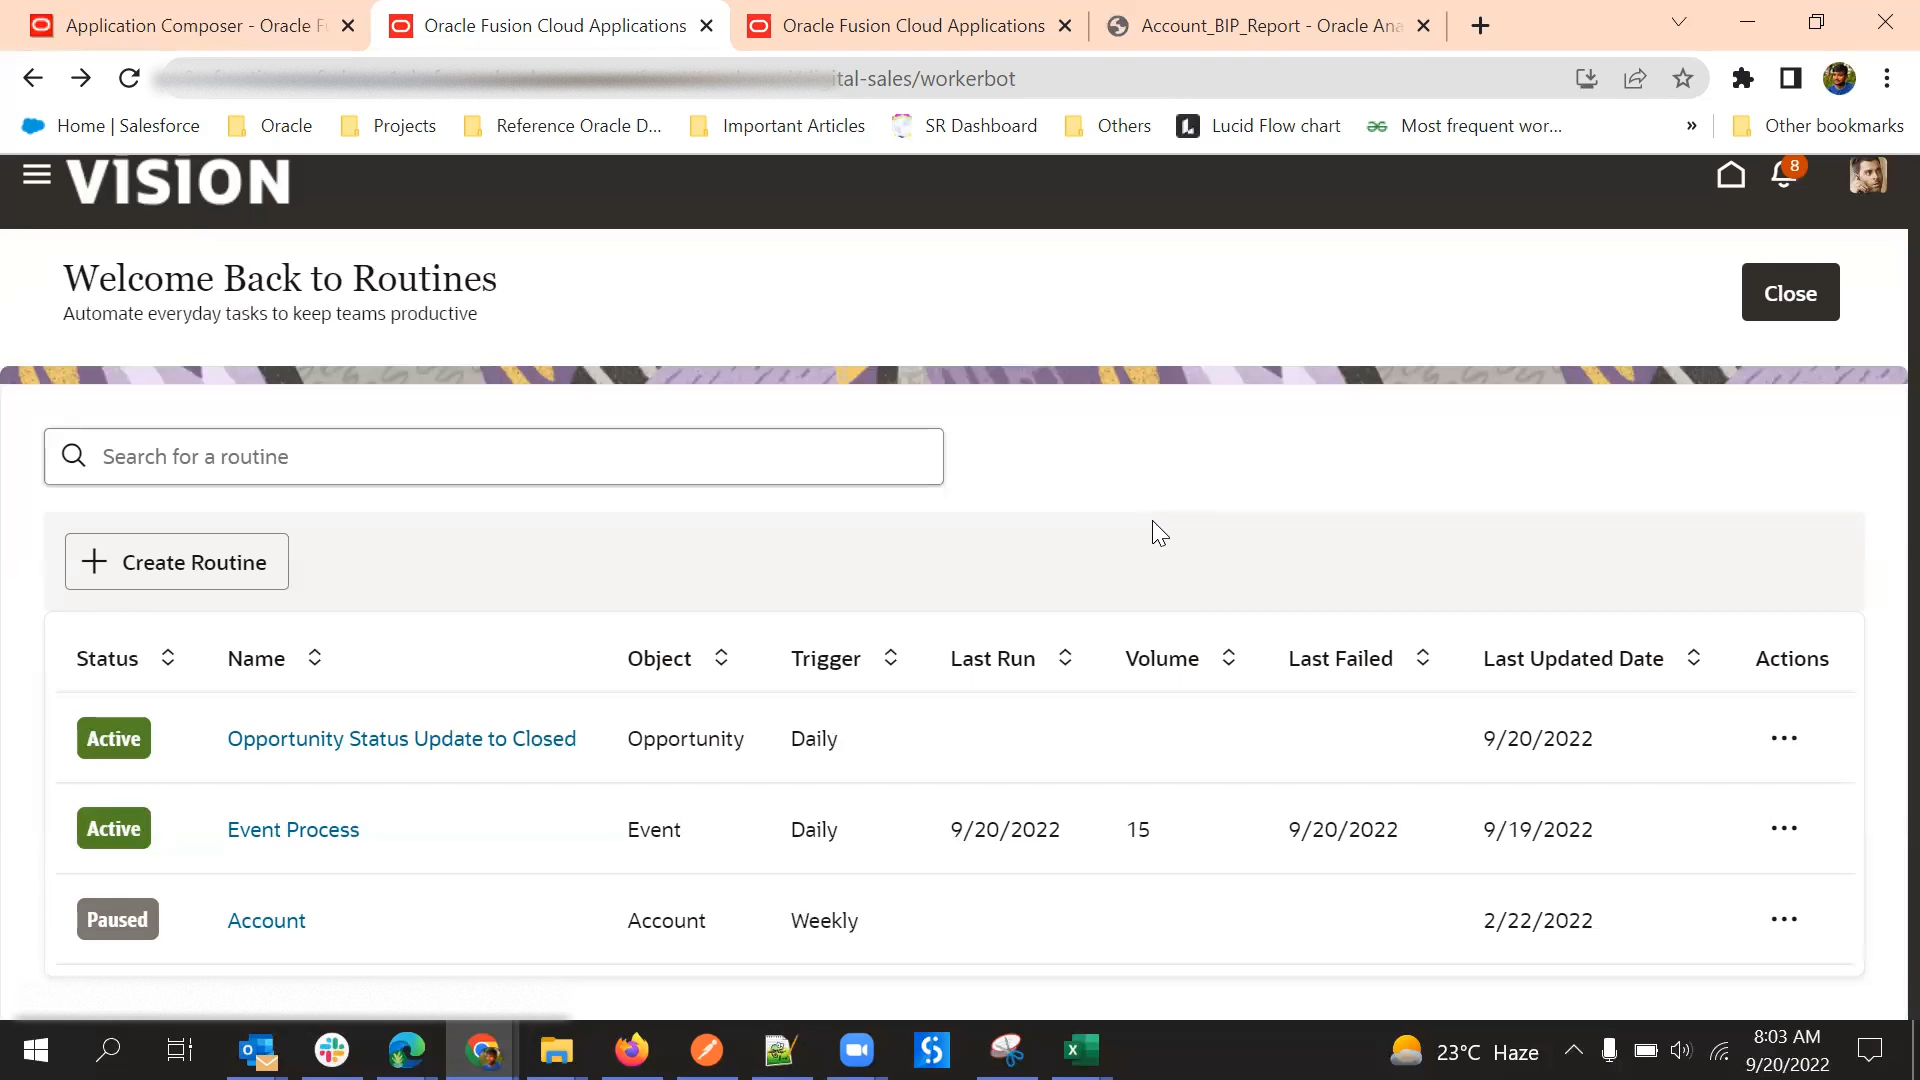 Application Composer - Oracle F
Oracle Fusion Cloud Applications
Oracle Fusion Cloud Applications
Account_BIP_Report - Oracle Ana
ital-sales/workerbot
Home | Salesforce
Oracle
Projects
Reference Oracle D...
Important Articles
SR Dashboard
Others
Lucid Flow chart
Most frequent wor...
»
Other bookmarks
VISION
8
Welcome Back to Routines
Automate everyday tasks to keep teams productive
Close
Search for a routine
Create Routine
Status Name Object Trigger Last Run Volume Last Failed Last Updated Date Actions
Active Opportunity Status Update to Closed Opportunity Daily 9/20/2022
Active Event Process Event Daily 9/20/2022 15 9/20/2022 9/19/2022
Paused Account Account Weekly 2/22/2022
23°C Haze
8:03 AM
9/20/2022